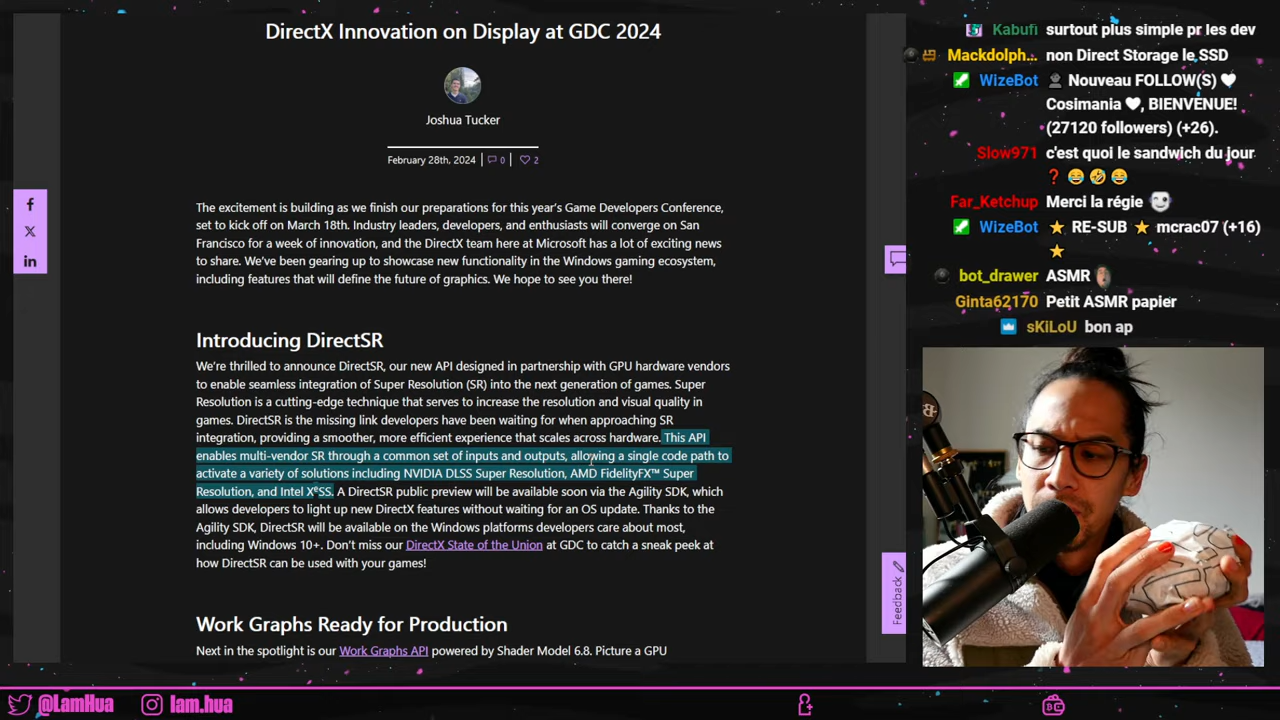 DirectX Innovation on Display at GDC 2024
Joshua Tucker
February 28th, 2024
0
2
The excitement is building as we finish our preparations for this year's Game Developers Conference,
set to kick off on March 18th. Industry leaders, developers, and enthusiasts will converge on San
Francisco for a week of innovation, and the DirectX team here at Microsoft has a lot of exciting news
to share. We've been gearing up to showcase new functionality in the Windows gaming ecosystem,
including features that will define the future of graphics. We hope to see you there!
Introducing DirectSR
We're thrilled to announce DirectSR, our new API designed in partnership with GPU hardware vendors
to enable seamless integration of Super Resolution (SR) into the next generation of games. Super
Resolution is a cutting-edge technique that serves to increase the resolution and visual quality in
games. DirectSR is the missing link developers have been waiting for when approaching SR
integration, providing a smoother, more efficient experience that scales across hardware. This API
enables multi-vendor SR through a common set of inputs and outputs, allowing a single code path to
activate a variety of solutions including NVIDIA DLSS Super Resolution, AMD FidelityFX™ Super
Resolution, and Intel XeSS. A DirectSR public preview will be available soon via the Agility SDK, which
allows developers to light up new DirectX features without waiting for an OS update. Thanks to the
Agility SDK, DirectSR will be available on the Windows platforms developers care about most,
including Windows 10+. Don't miss our DirectX State of the Union at GDC to catch a sneak peek at
how DirectSR can be used with your games!
Work Graphs Ready for Production
Next in the spotlight is our Work Graphs API powered by Shader Model 6.8. Picture a GPU
Feedback
Kabufi surtout plus simple pr les dev
Mackdolph... non Direct Storage le SSD
WizeBot Nouveau FOLLOW(S)
Cosimania, BIENVENUE!
(27120 followers) (+26).
Slow971 c'est quoi le sandwich du jour
❓ 😂 🤣 😂
Far_Ketchup Merci la régie
WizeBot ⭐ RE-SUB ⭐ mcrac07 (+16)
⭐
bot_drawer ASMR
Ginta62170 Petit ASMR papier
sKiLoU bon ap
@LamHua
lam.hua